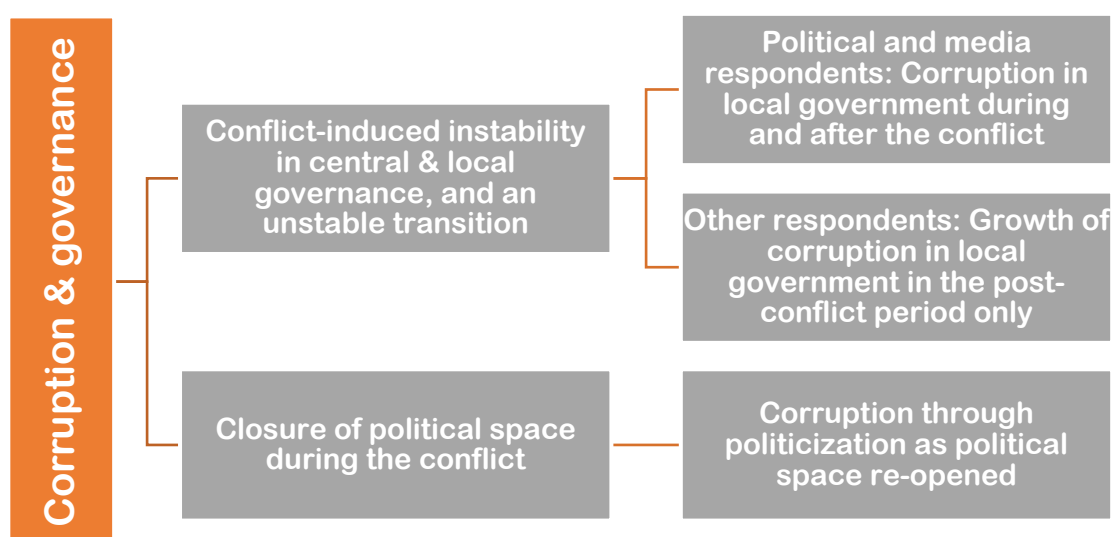 Corruption & governance
Conflict-induced instability
in central & local
governance, and an
unstable transition
Political and media
respondents: Corruption in
local government during
and after the conflict
Other respondents: Growth of
corruption in local
government in the post-
conflict period only
Closure of political space
during the conflict
Corruption through
politicization as political
space re-opened